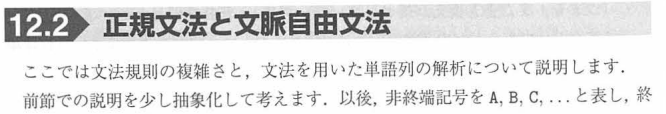 12.2 正規文法と文脈自由文法
ここでは文法規則の複雑さと，文法を用いた単語列の解析について説明します．
前節での説明を少し抽象化して考えます．以後，非終端記号を A, B, C, ... と表し，終